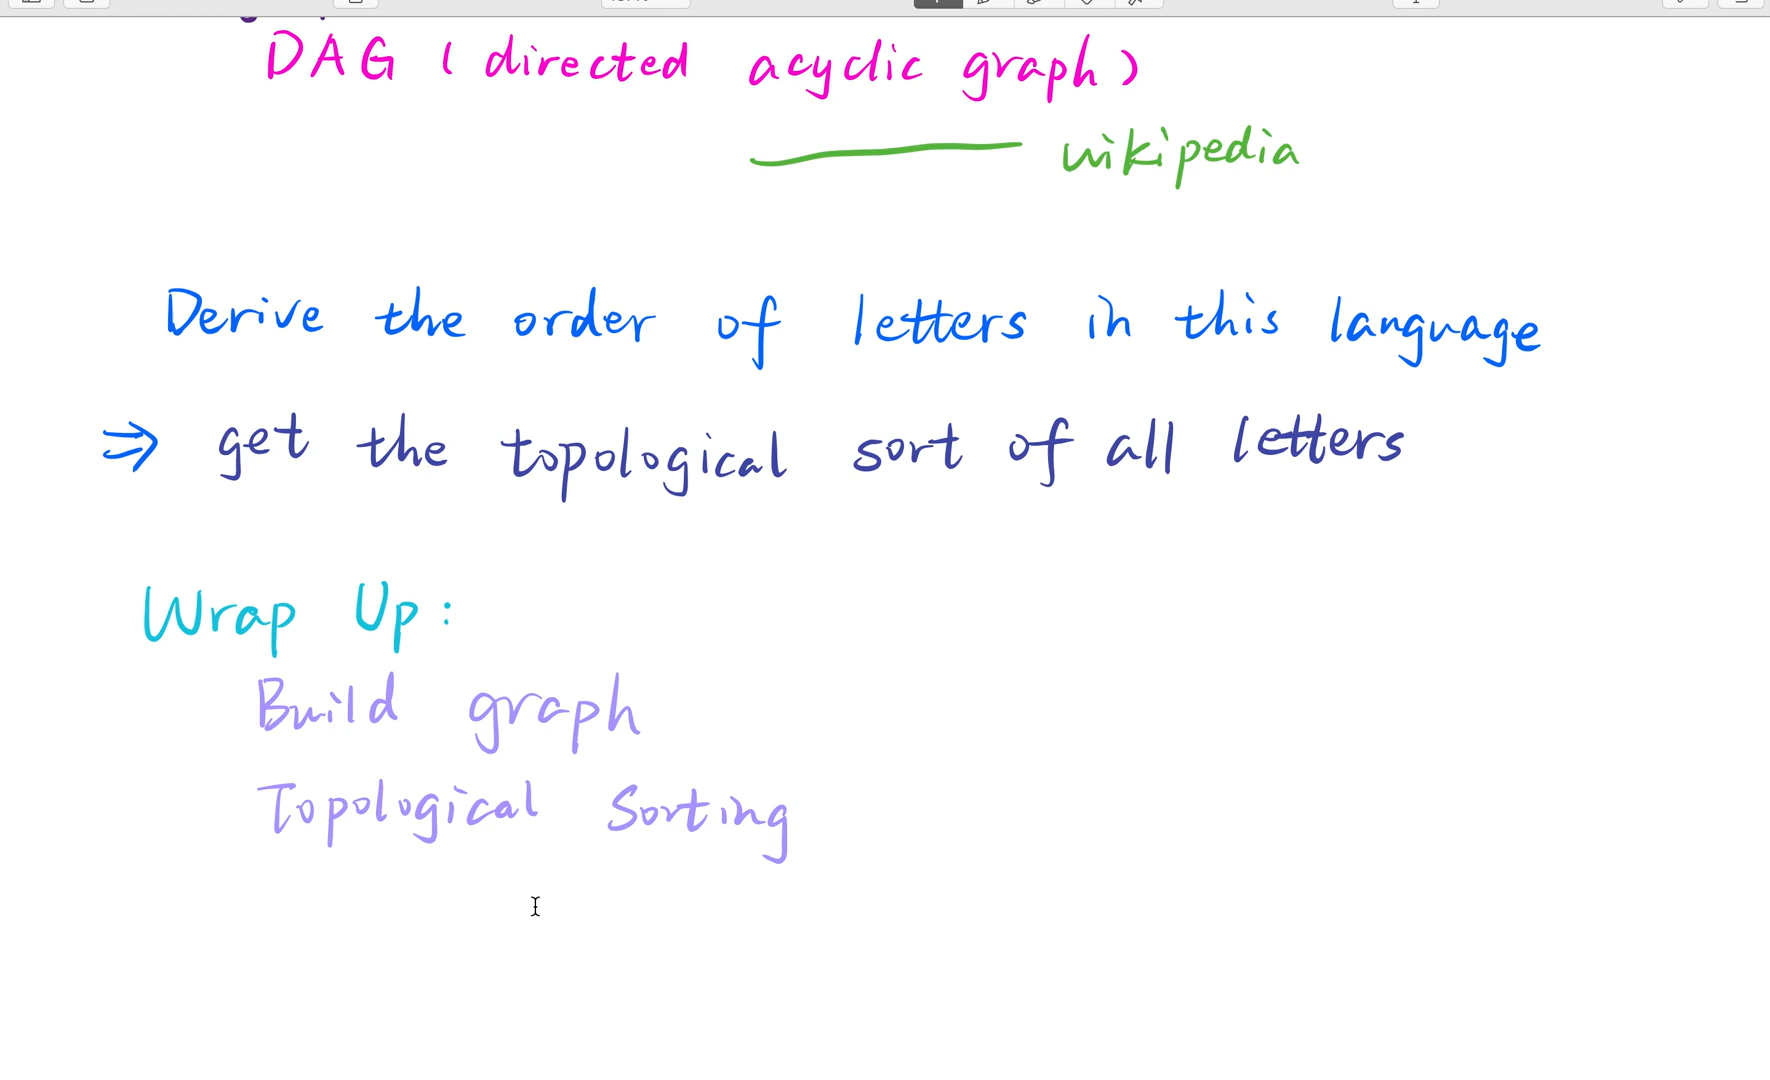 DAG (directed acyclic graph)
wikipedia
Derive the order of letters in this language
⇒ get the topological sort of all letters
Wrap Up:
Build graph
Topological Sorting